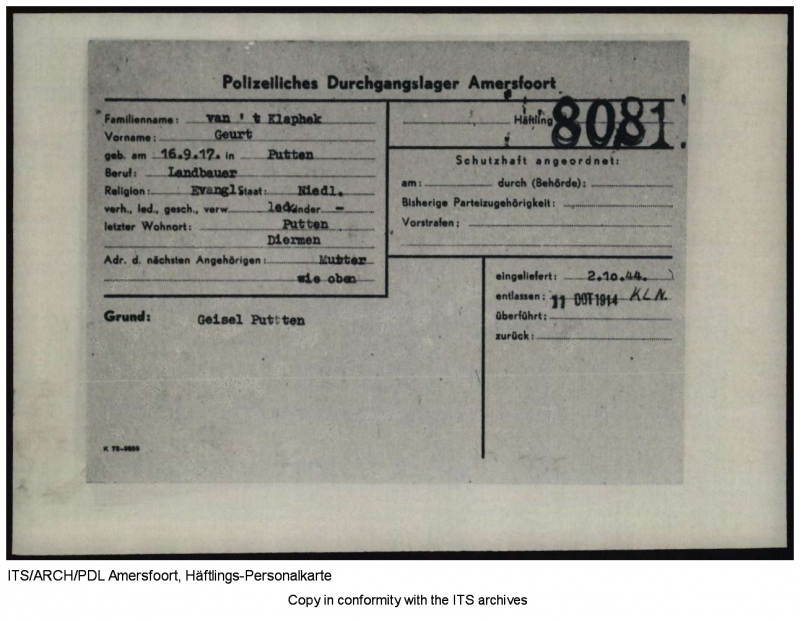 Polizeiliches Durchgangslager Amersfoort
Familienname: van 't Klaphek
Vorname: Geurt
geb. am 16.9.17. in Putten
Beruf: Landbauer
Religion: Evangl Staat: Niedl.
verh., led., gesch., verw led Kinder -
letzter Wohnort: Putten
Diermen
Adr. d. nächsten Angehörigen: Mutter
wie oben
Häftling 8081
Schutzhaft angeordnet:
am: durch (Behörde):
Bisherige Parteizugehörigkeit:
Vorstrafen:
Grund: Geisel Puttten
eingeliefert: 2.10.44.
entlassen: 11 OCT 1944 KLN.
überführt:
zurück:
ITS/ARCH/PDL Amersfoort, Häftlings-Personalkarte
Copy in conformity with the ITS archives